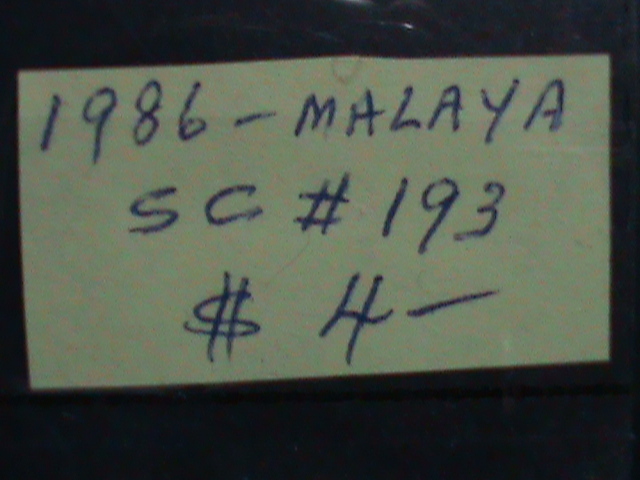 1986 - MALAYA
SC # 193
$ 4 —